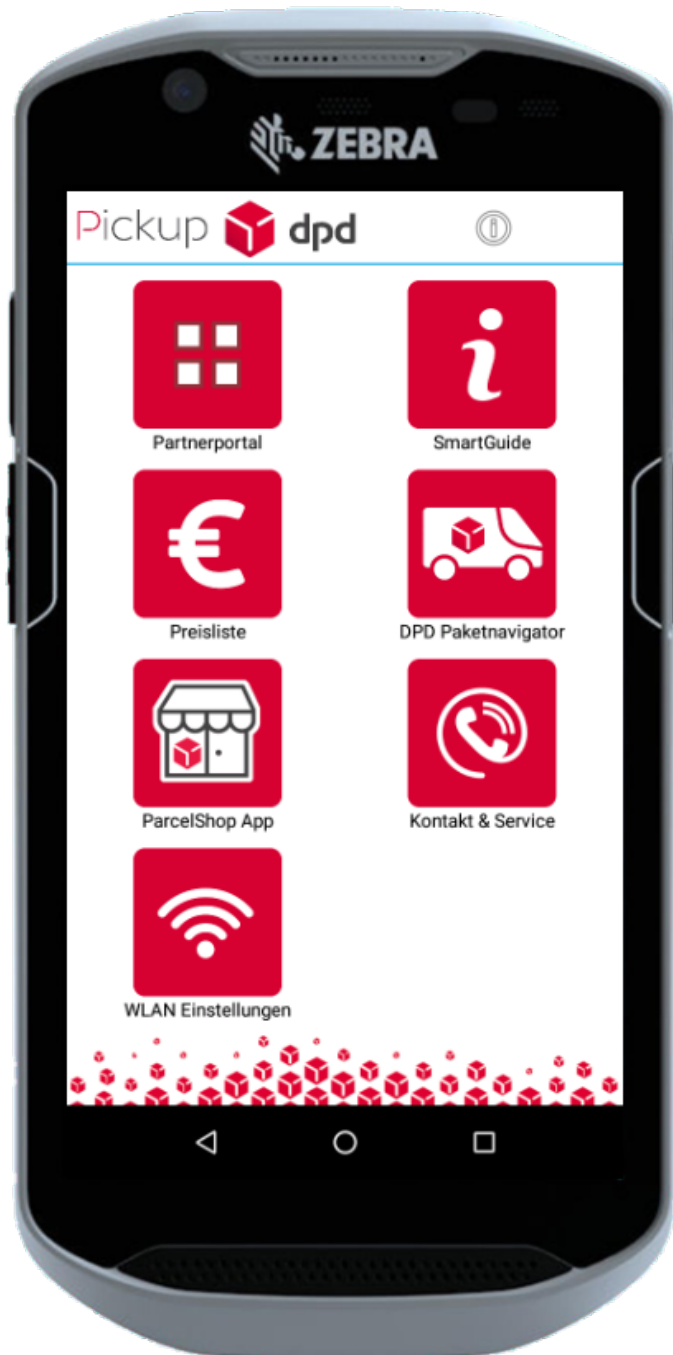 ZEBRA
Pickup dpd
Partnerportal
SmartGuide
Preisliste
DPD Paketnavigator
ParcelShop App
Kontakt & Service
WLAN Einstellungen